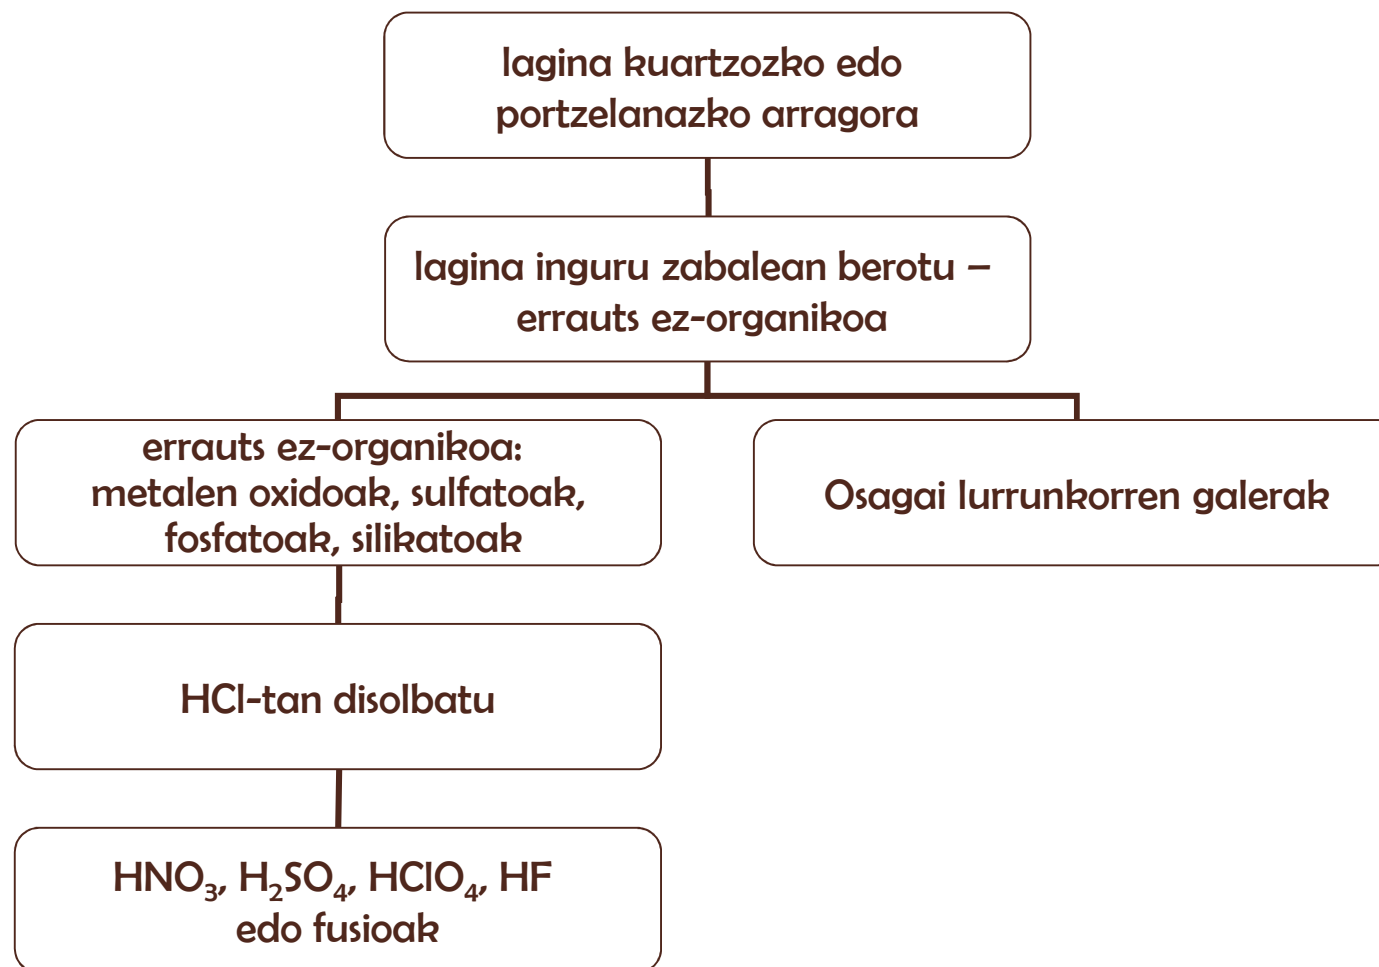 lagina kuartzozko edo
portzelanazko arragora
lagina inguru zabalean berotu –
errauts ez-organikoa
errauts ez-organikoa:
metalen oxidoak, sulfatoak,
fosfatoak, silikatoak
Osagai lurrunkorren galerak
HCl-tan disolbatu
HNO₃, H₂SO₄, HClO₄, HF
edo fusioak